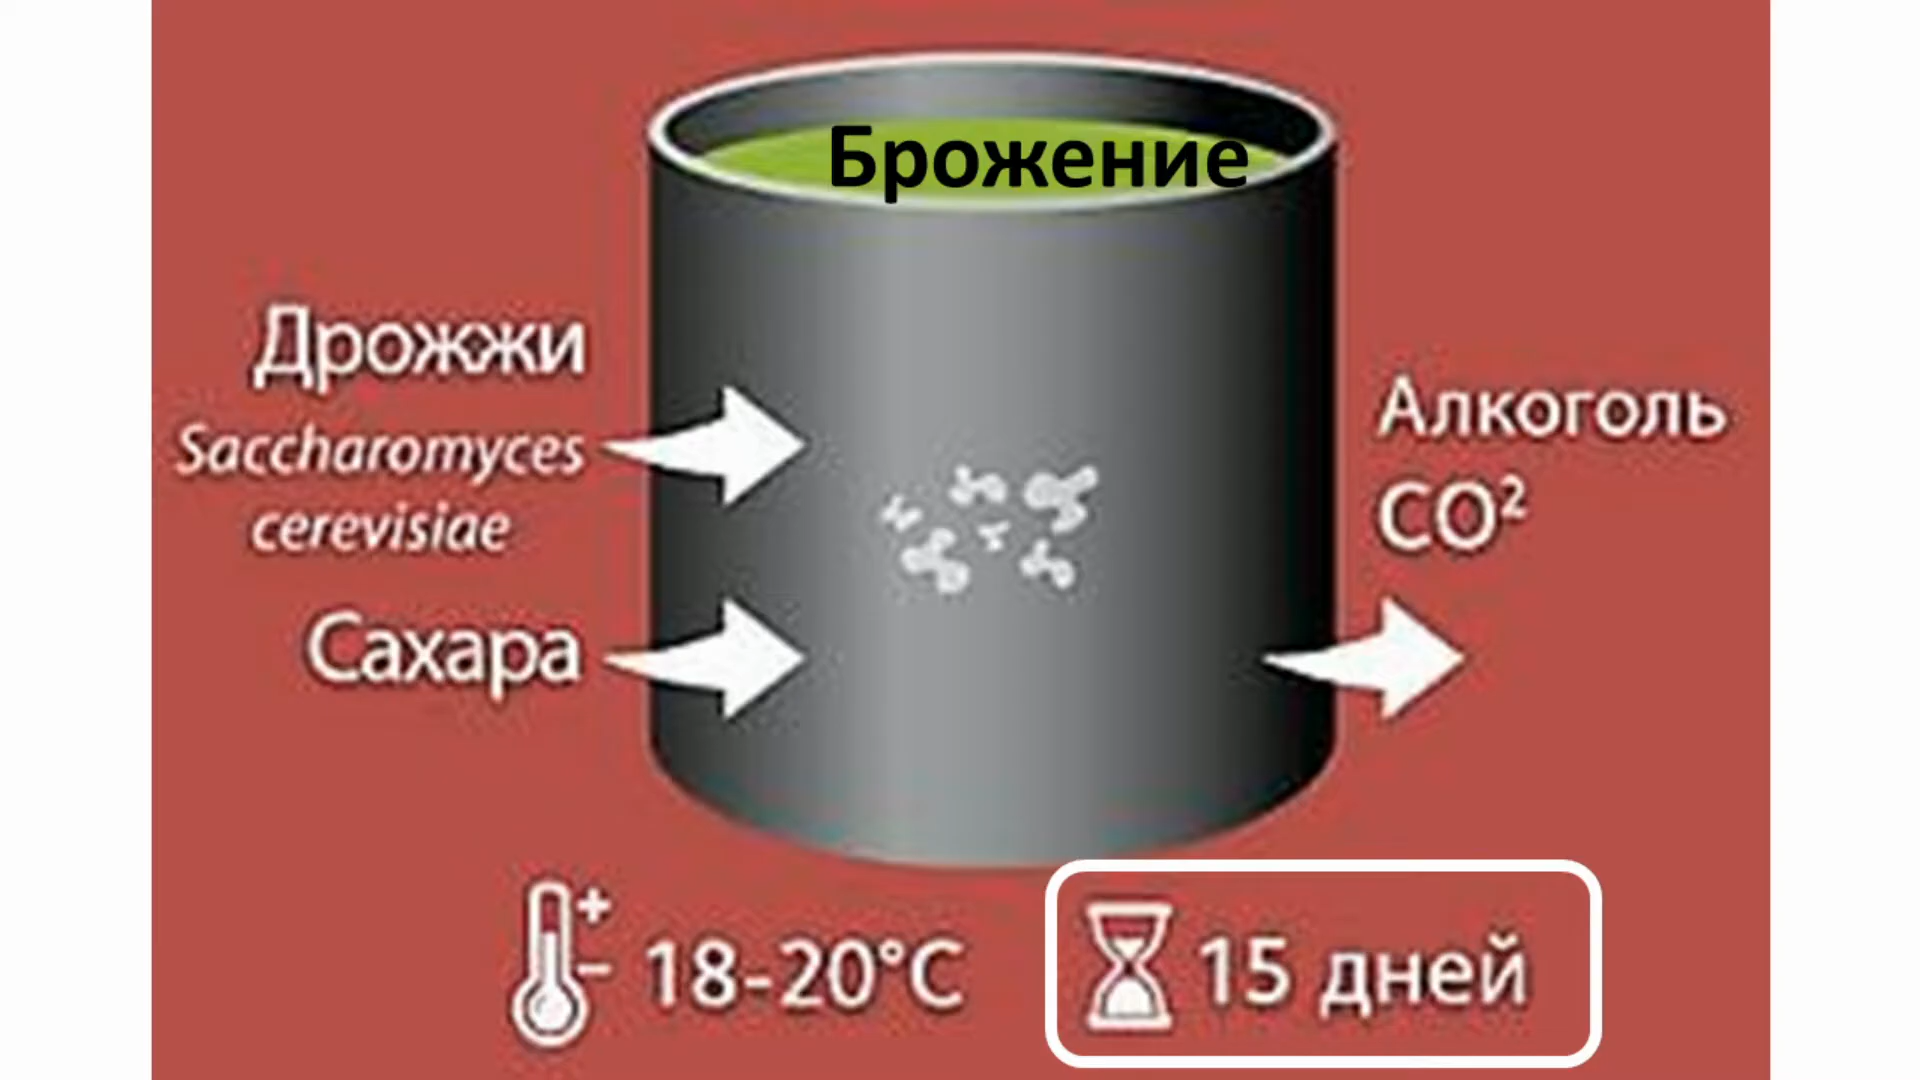 Брожение
Дрожжи
Saccharomyces
cerevisiae
Сахара
Алкоголь
CO²
18-20°C
15 дней